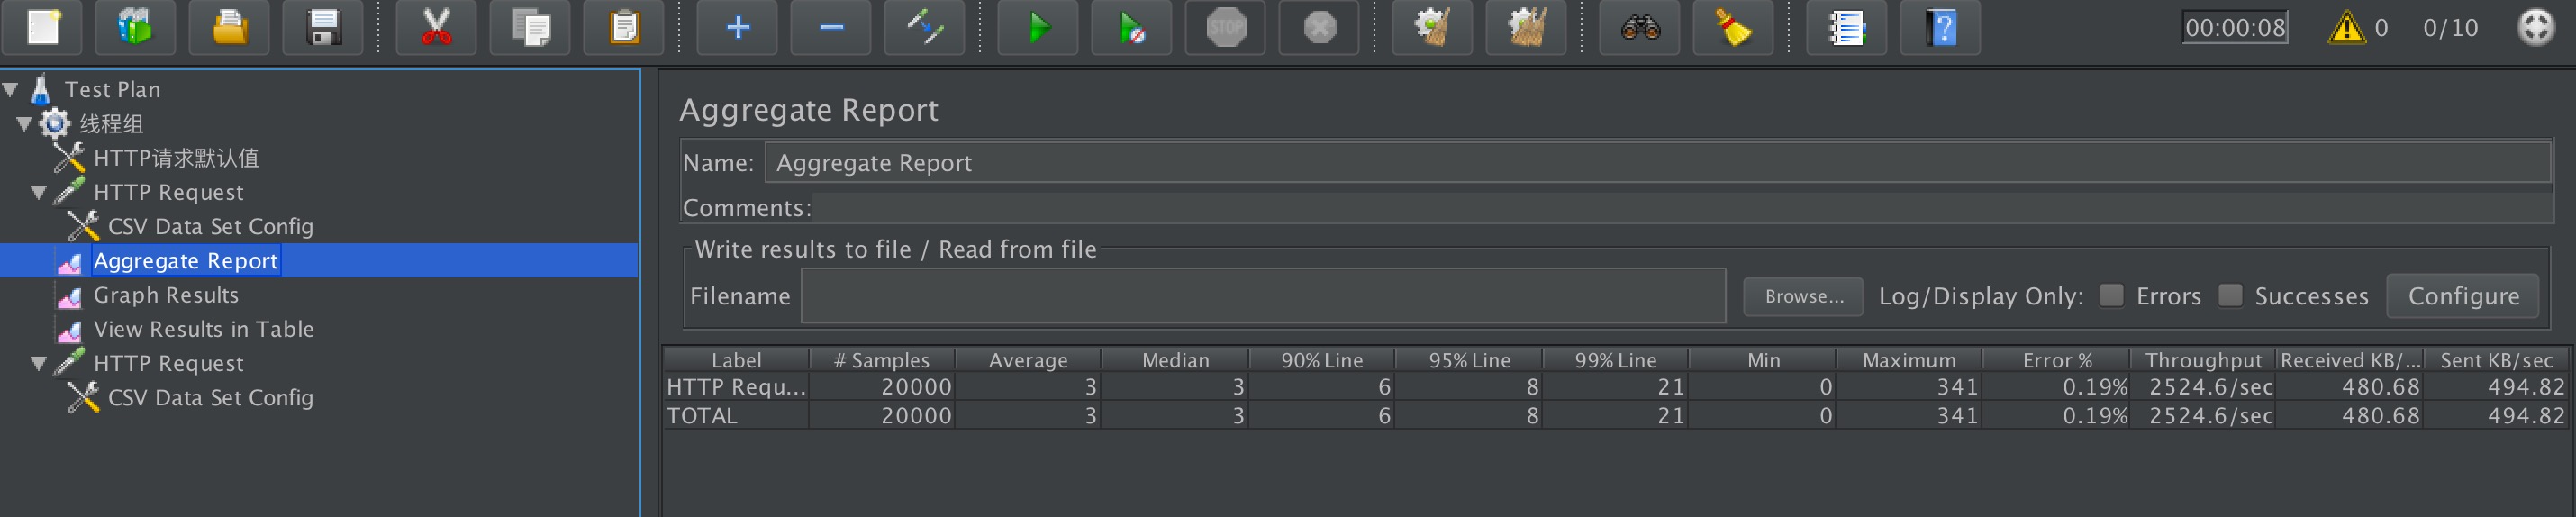 STOP
00:00:08 0 0/10
Test Plan
线程组
HTTP请求默认值
HTTP Request
CSV Data Set Config
Aggregate Report
Graph Results
View Results in Table
HTTP Request
CSV Data Set Config
Aggregate Report
Name: Aggregate Report
Comments:
Write results to file / Read from file
Filename Browse... Log/Display Only: Errors Successes Configure
Label # Samples Average Median 90% Line 95% Line 99% Line Min Maximum Error % Throughput Received KB/... Sent KB/sec
HTTP Requ... 20000 3 3 6 8 21 0 341 0.19% 2524.6/sec 480.68 494.82
TOTAL 20000 3 3 6 8 21 0 341 0.19% 2524.6/sec 480.68 494.82